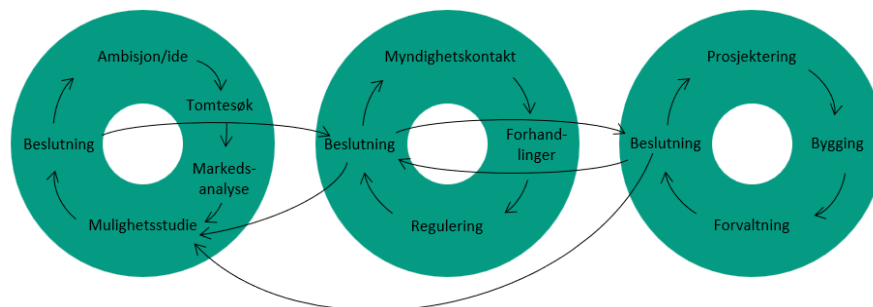 Ambisjon/ide
Tomtesøk
Beslutning
Markeds-
analyse
Mulighetsstudie
Myndighetskontakt
Beslutning
Forhand-
linger
Regulering
Prosjektering
Beslutning
Bygging
Forvaltning